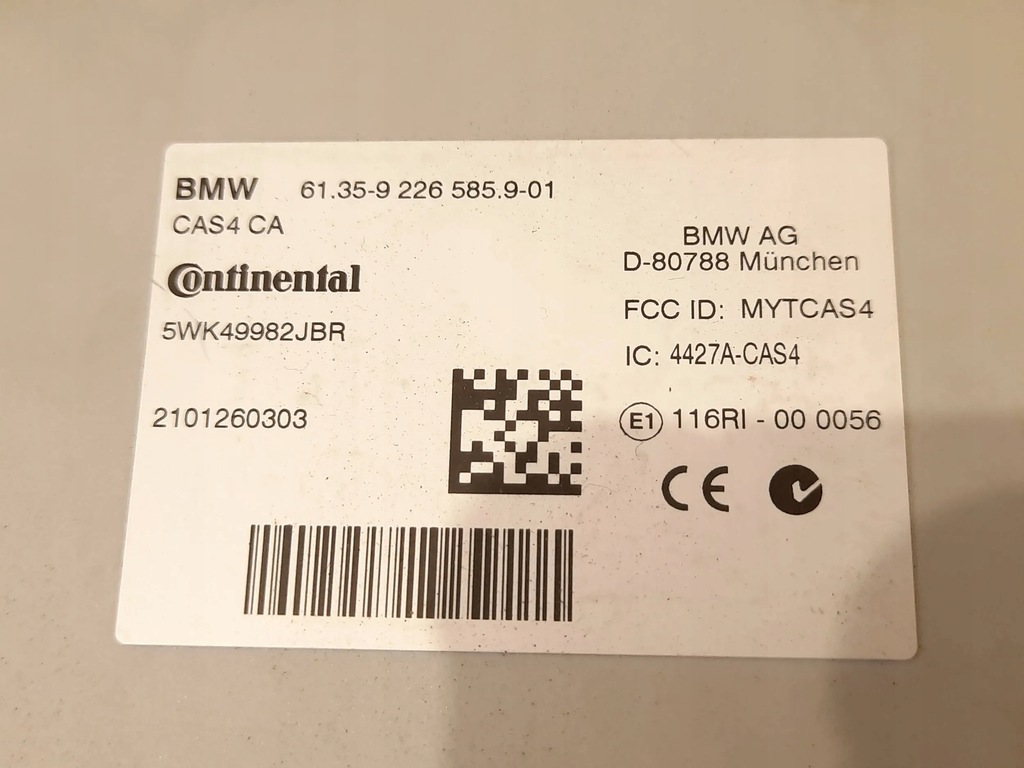 BMW 61.35-9 226 585.9-01
CAS4 CA
Continental
5WK49982JBR
2101260303
BMW AG
D-80788 München
FCC ID: MYTCAS4
IC: 4427A-CAS4
E1 116RI - 00 0056
CE